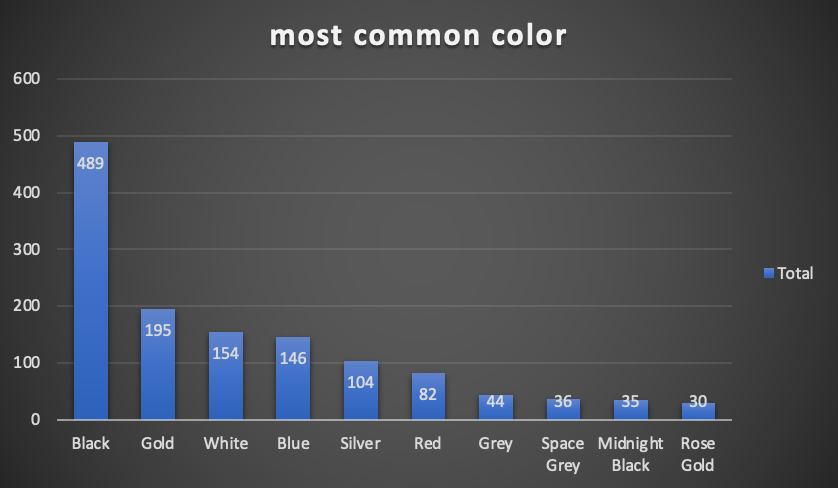 most common color
600
500
400
300
200
100
0
489
195
154
146
104
82
44
36
35
30
Black
Gold
White
Blue
Silver
Red
Grey
Space
Grey
Midnight
Black
Rose
Gold
Total